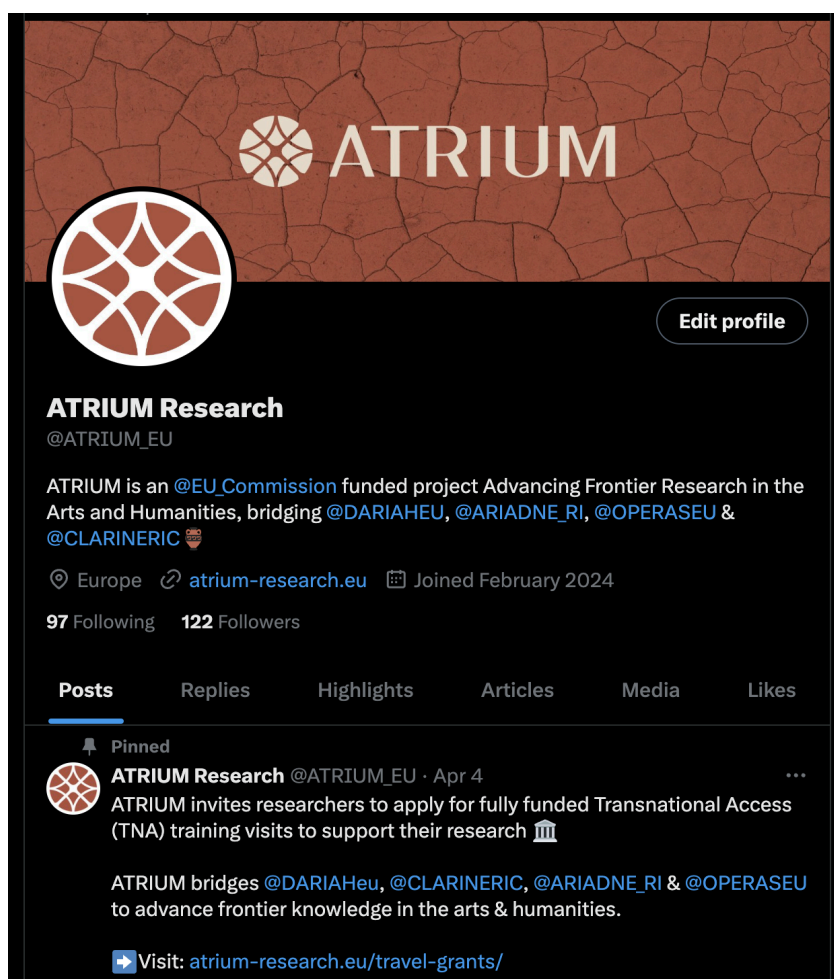 ATRIUM
Edit profile
ATRIUM Research
@ATRIUM_EU
ATRIUM is an @EU_Commission funded project Advancing Frontier Research in the
Arts and Humanities, bridging @DARIAHEU, @ARIADNE_RI, @OPERASEU &
@CLARINERIC🏺
Europe atrium-research.eu Joined February 2024
97 Following 122 Followers
Posts Replies Highlights Articles Media Likes
Pinned
ATRIUM Research @ATRIUM_EU · Apr 4
ATRIUM invites researchers to apply for fully funded Transnational Access
(TNA) training visits to support their research 🏛️
ATRIUM bridges @DARIAHeu, @CLARINERIC, @ARIADNE_RI & @OPERASEU
to advance frontier knowledge in the arts & humanities.
➡️Visit: atrium-research.eu/travel-grants/